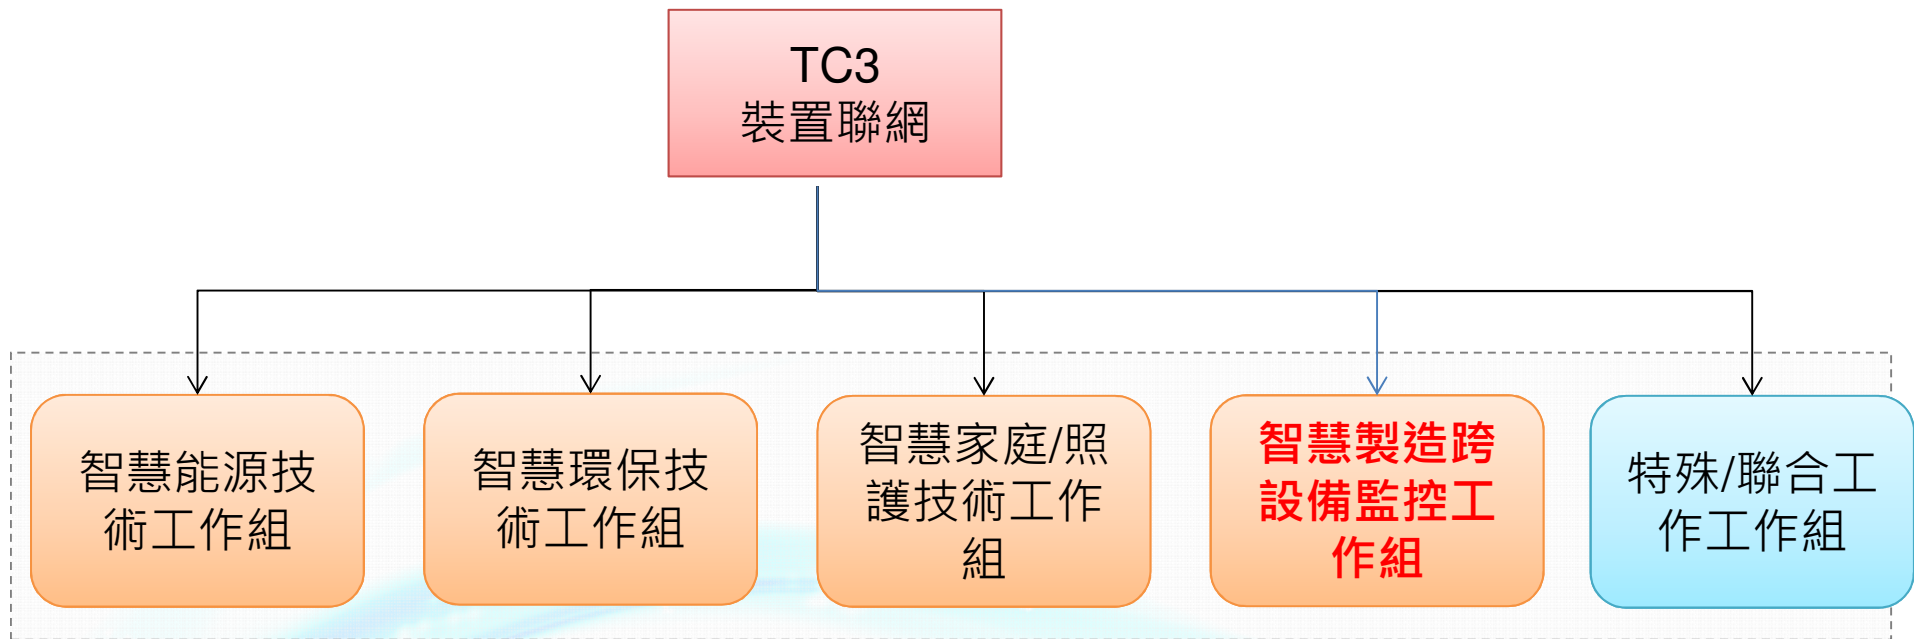 TC3
裝置聯網
智慧能源技
術工作組
智慧環保技
術工作組
智慧家庭/照
護技術工作
組
智慧製造跨
設備監控工
作組
特殊/聯合工
作工作組